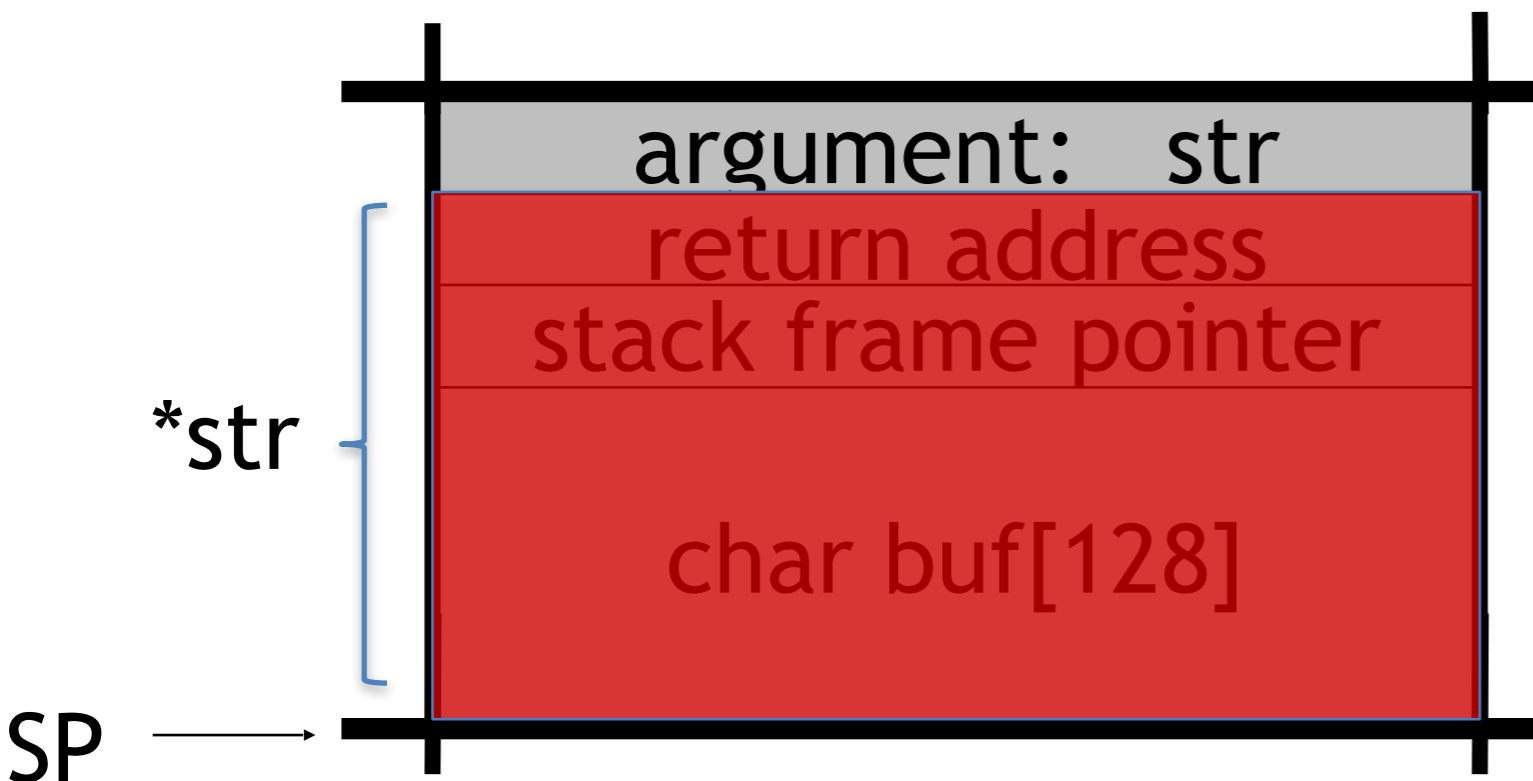 argument: str
return address
stack frame pointer
*str
char buf[128]
SP